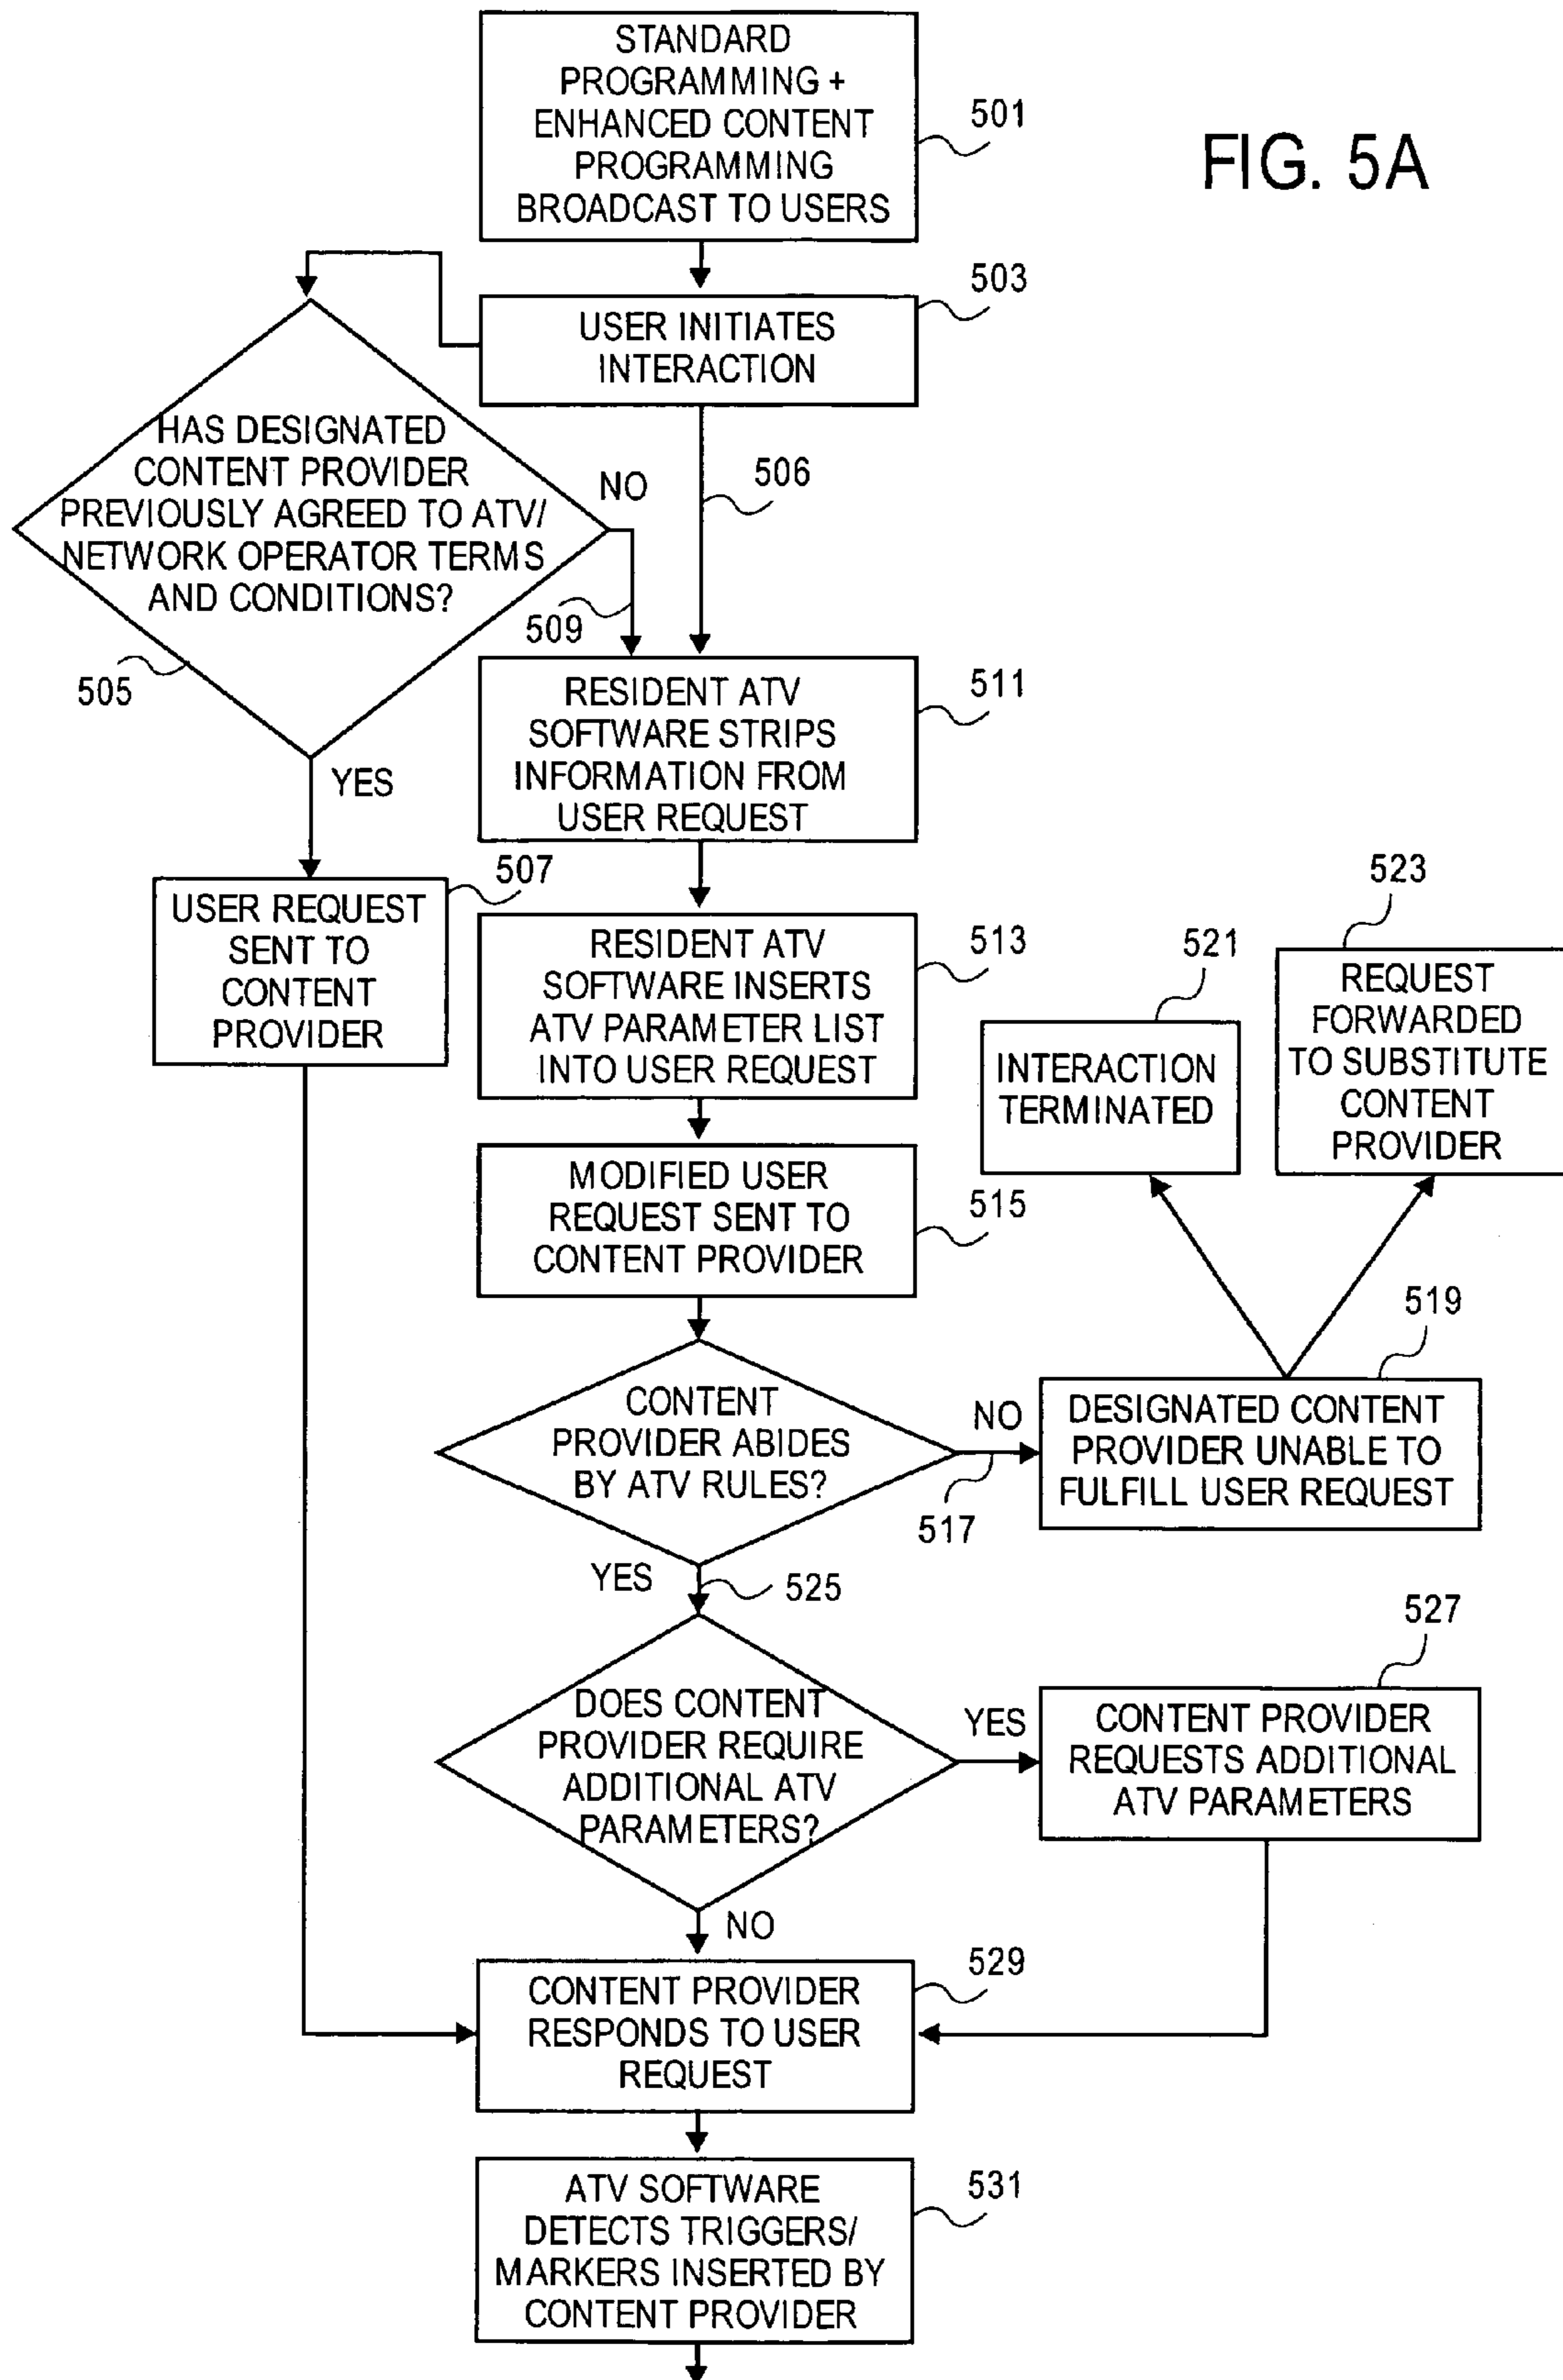 STANDARD
PROGRAMMING +
ENHANCED CONTENT
PROGRAMMING
BROADCAST TO USERS
501
FIG. 5A
503
USER INITIATES
INTERACTION
HAS DESIGNATED
CONTENT PROVIDER
PREVIOUSLY AGREED TO ATV/
NETWORK OPERATOR TERMS
AND CONDITIONS?
NO
506
509
505
YES
RESIDENT ATV
SOFTWARE STRIPS
INFORMATION FROM
USER REQUEST
511
507
USER REQUEST
SENT TO
CONTENT
PROVIDER
RESIDENT ATV
SOFTWARE INSERTS
ATV PARAMETER LIST
INTO USER REQUEST
513
521
INTERACTION
TERMINATED
523
REQUEST
FORWARDED
TO SUBSTITUTE
CONTENT
PROVIDER
MODIFIED USER
REQUEST SENT TO
CONTENT PROVIDER
515
CONTENT
PROVIDER ABIDES
BY ATV RULES?
NO
517
519
DESIGNATED CONTENT
PROVIDER UNABLE TO
FULFILL USER REQUEST
YES
525
DOES CONTENT
PROVIDER REQUIRE
ADDITIONAL ATV
PARAMETERS?
YES
527
CONTENT PROVIDER
REQUESTS ADDITIONAL
ATV PARAMETERS
NO
529
CONTENT PROVIDER
RESPONDS TO USER
REQUEST
531
ATV SOFTWARE
DETECTS TRIGGERS/
MARKERS INSERTED BY
CONTENT PROVIDER